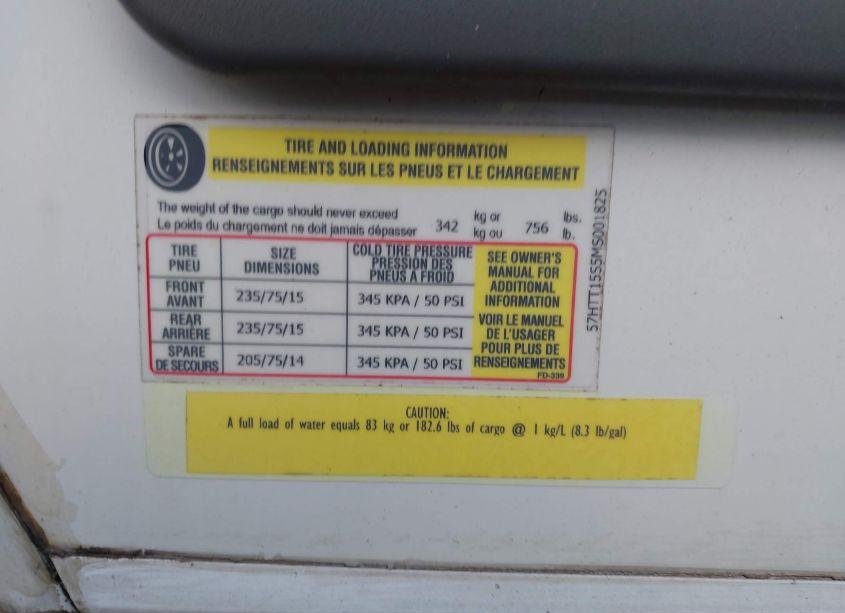 TIRE AND LOADING INFORMATION
RENSEIGNEMENTS SUR LES PNEUS ET LE CHARGEMENT
The weight of the cargo should never exceed
Le poids du chargement ne doit jamais dépasser
342
kg or
kg ou
756
lbs.
lb.
TIRE
PNEU
SIZE
DIMENSIONS
COLD TIRE PRESSURE
PRESSION DES
PNEUS A FROID
FRONT
AVANT
235/75/15
345 KPA / 50 PSI
REAR
ARRIÈRE
235/75/15
345 KPA / 50 PSI
SPARE
DE SECOURS
205/75/14
345 KPA / 50 PSI
SEE OWNER'S
MANUAL FOR
ADDITIONAL
INFORMATION
VOIR LE MANUEL
DE L'USAGER
POUR PLUS DE
RENSEIGNEMENTS
FD-339
57HTT15S5MS001825
CAUTION:
A full load of water equals 83 kg or 182.6 lbs of cargo @ 1 kg/L (8.3 lb/gal)